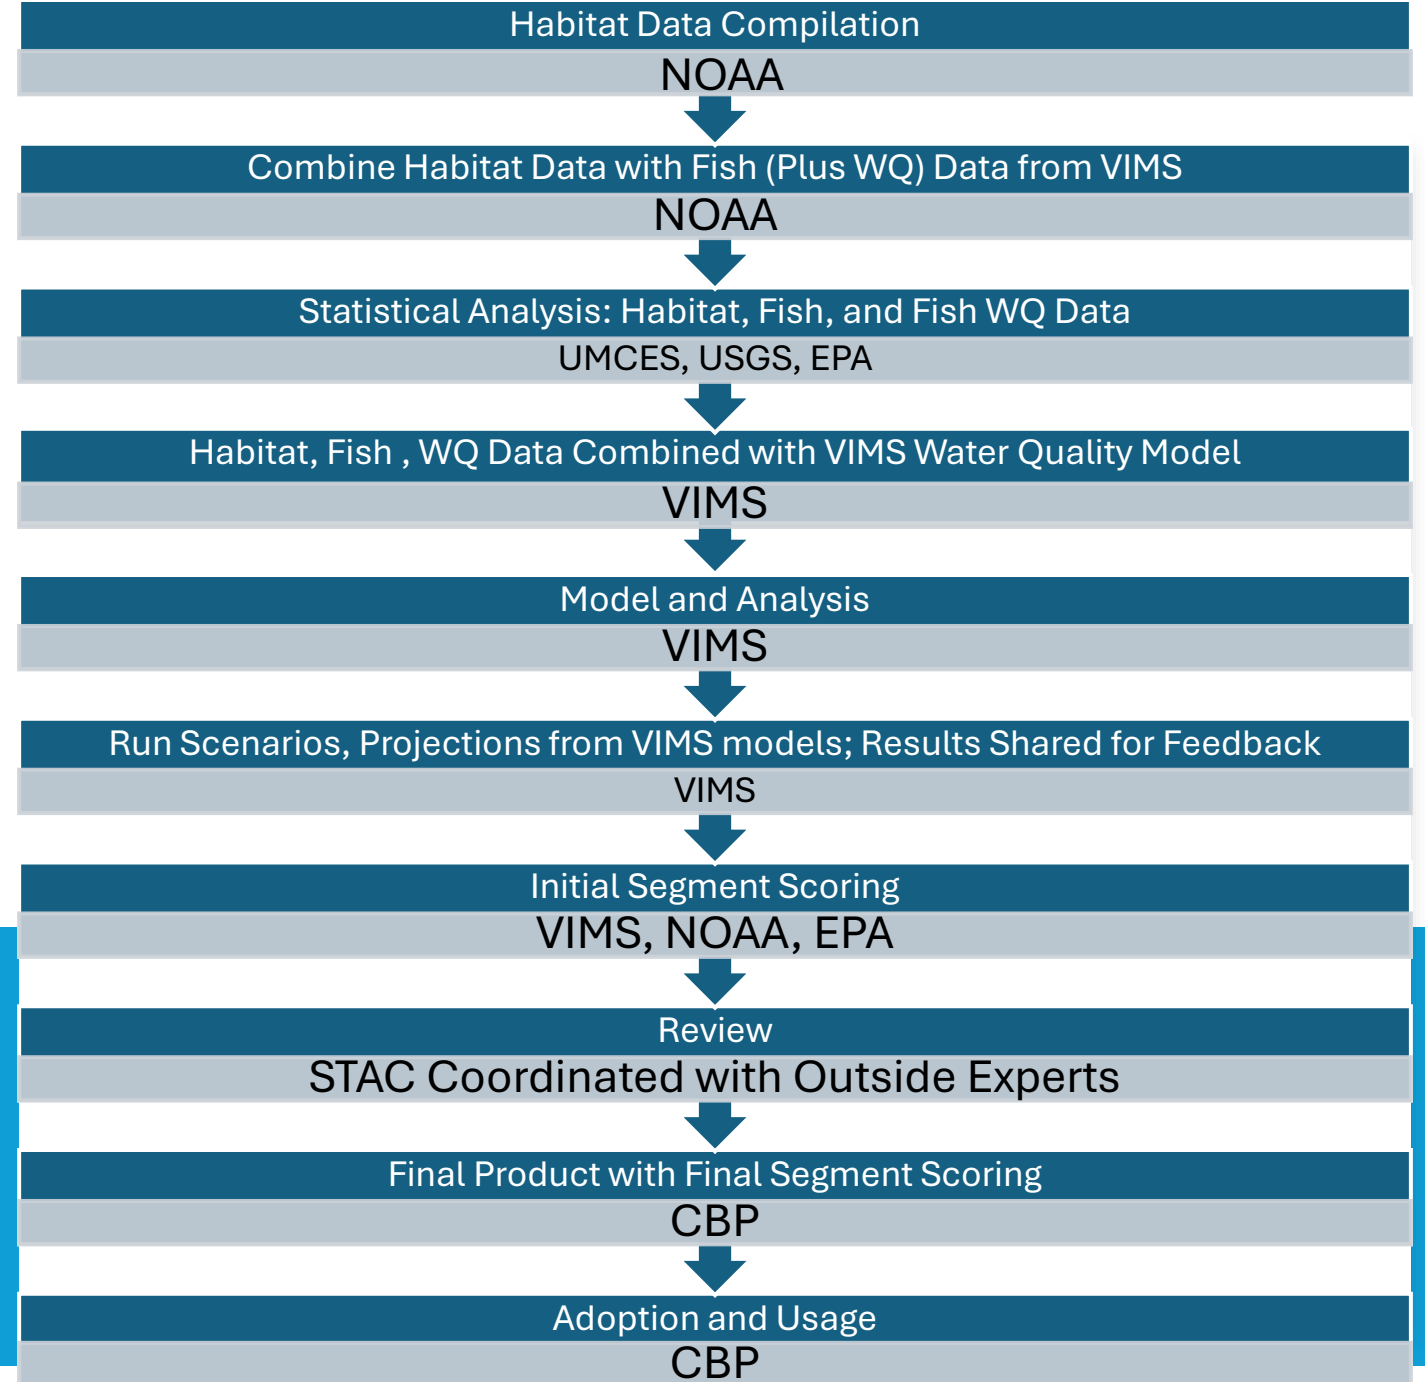 Habitat Data Compilation
NOAA
Combine Habitat Data with Fish (Plus WQ) Data from VIMS
NOAA
Statistical Analysis: Habitat, Fish, and Fish WQ Data
UMCES, USGS, EPA
Habitat, Fish , WQ Data Combined with VIMS Water Quality Model
VIMS
Model and Analysis
VIMS
Run Scenarios, Projections from VIMS models; Results Shared for Feedback
VIMS
Initial Segment Scoring
VIMS, NOAA, EPA
Review
STAC Coordinated with Outside Experts
Final Product with Final Segment Scoring
CBP
Adoption and Usage
CBP